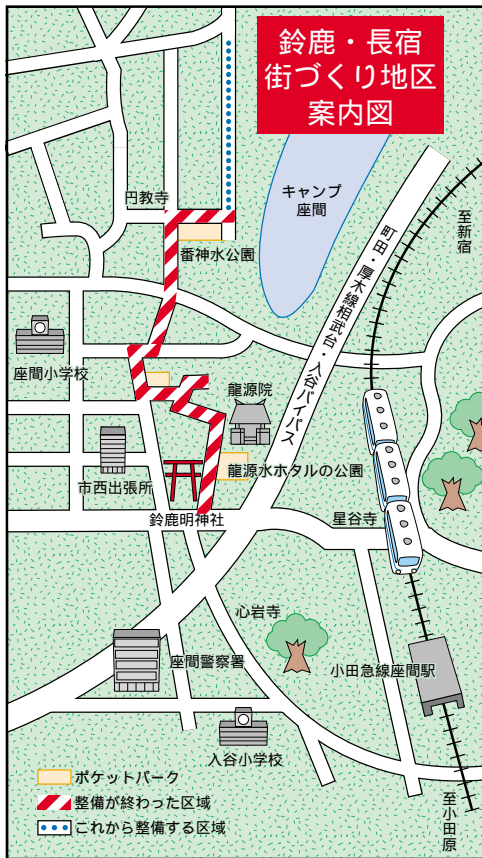 鈴鹿・長宿
街づくり地区
案内図
円教寺
キャンプ
座間
至新宿
番神水公園
町田・厚木線相武台・入谷バイパス
座間小学校
龍源院
市西出張所
龍源水ホタルの公園
鈴鹿明神社
星谷寺
心岩寺
座間警察署
小田急線座間駅
入谷小学校
ポケットパーク
整備が終わった区域
これから整備する区域
至小田原